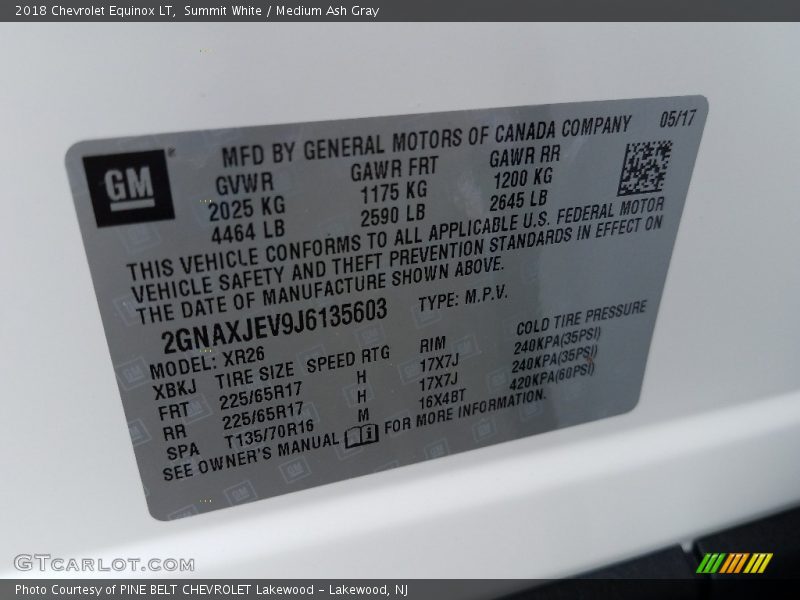 2018 Chevrolet Equinox LT, Summit White / Medium Ash Gray
GM®
MFD BY GENERAL MOTORS OF CANADA COMPANY 05/17
GVWR GAWR FRT GAWR RR
2025 KG 1175 KG 1200 KG
4464 LB 2590 LB 2645 LB
THIS VEHICLE CONFORMS TO ALL APPLICABLE U.S. FEDERAL MOTOR
VEHICLE SAFETY AND THEFT PREVENTION STANDARDS IN EFFECT ON
THE DATE OF MANUFACTURE SHOWN ABOVE.
2GNAXJEV9J6135603 TYPE: M.P.V.
MODEL: XR26
XBKJ TIRE SIZE SPEED RTG RIM COLD TIRE PRESSURE
FRT 225/65R17 H 17X7J 240KPA(35PSI)
RR 225/65R17 H 17X7J 240KPA(35PSI)
SPA T135/70R16 M 16X4BT 420KPA(60PSI)
SEE OWNER'S MANUAL FOR MORE INFORMATION.
GTCARLOT.COM
Photo Courtesy of PINE BELT CHEVROLET Lakewood - Lakewood, NJ